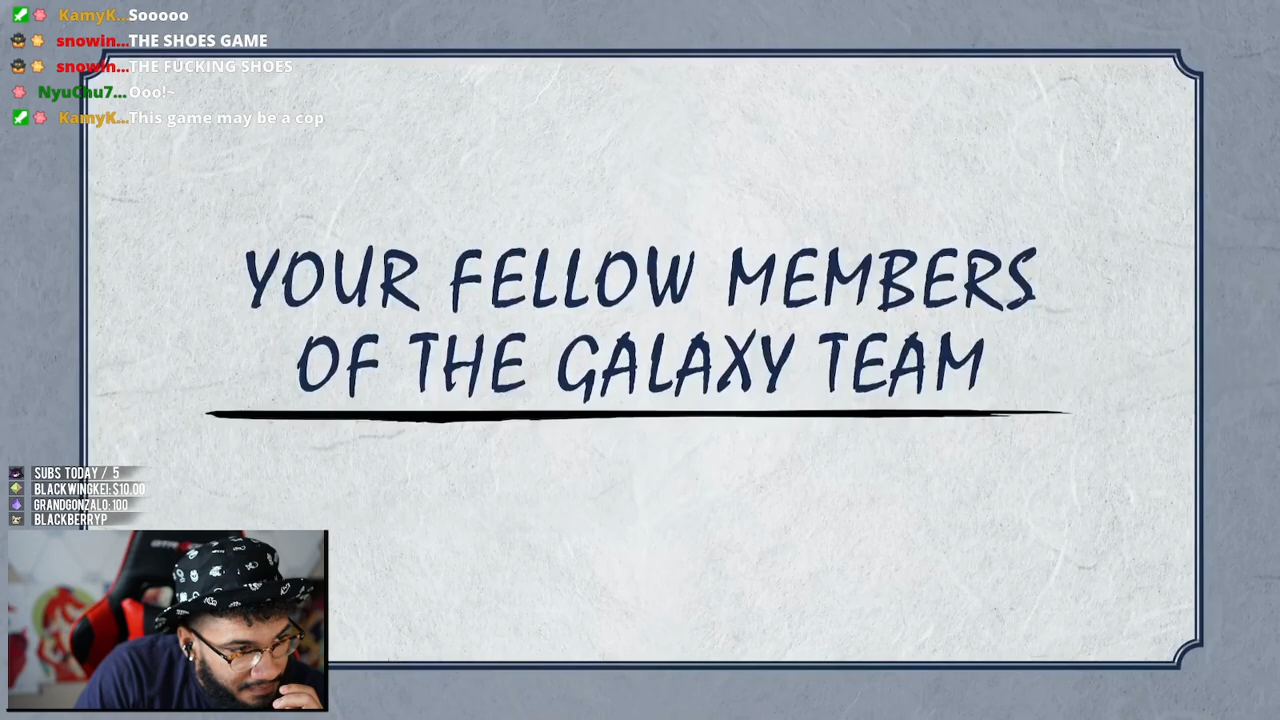 KamyK...Sooooo
snowin...THE SHOES GAME
snowin...THE FUCKING SHOES
NyuChu7...Ooo!~
KamyK...This game may be a cop
YOUR FELLOW MEMBERS
OF THE GALAXY TEAM
SUBS TODAY / 5
BLACKWINGKEI: $10.00
GRANDGONZALO: 100
BLACKBERRYP